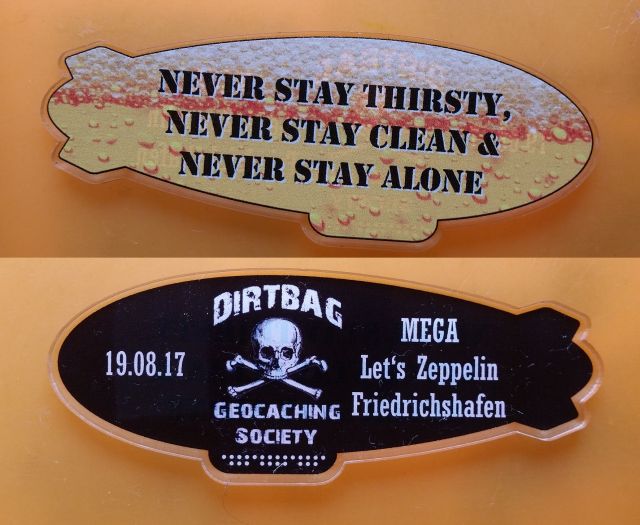 NEVER STAY THIRSTY,
NEVER STAY CLEAN &
NEVER STAY ALONE
DIRTBAG
19.08.17
GEOCACHING
SOCIETY
MEGA
Let's Zeppelin
Friedrichshafen